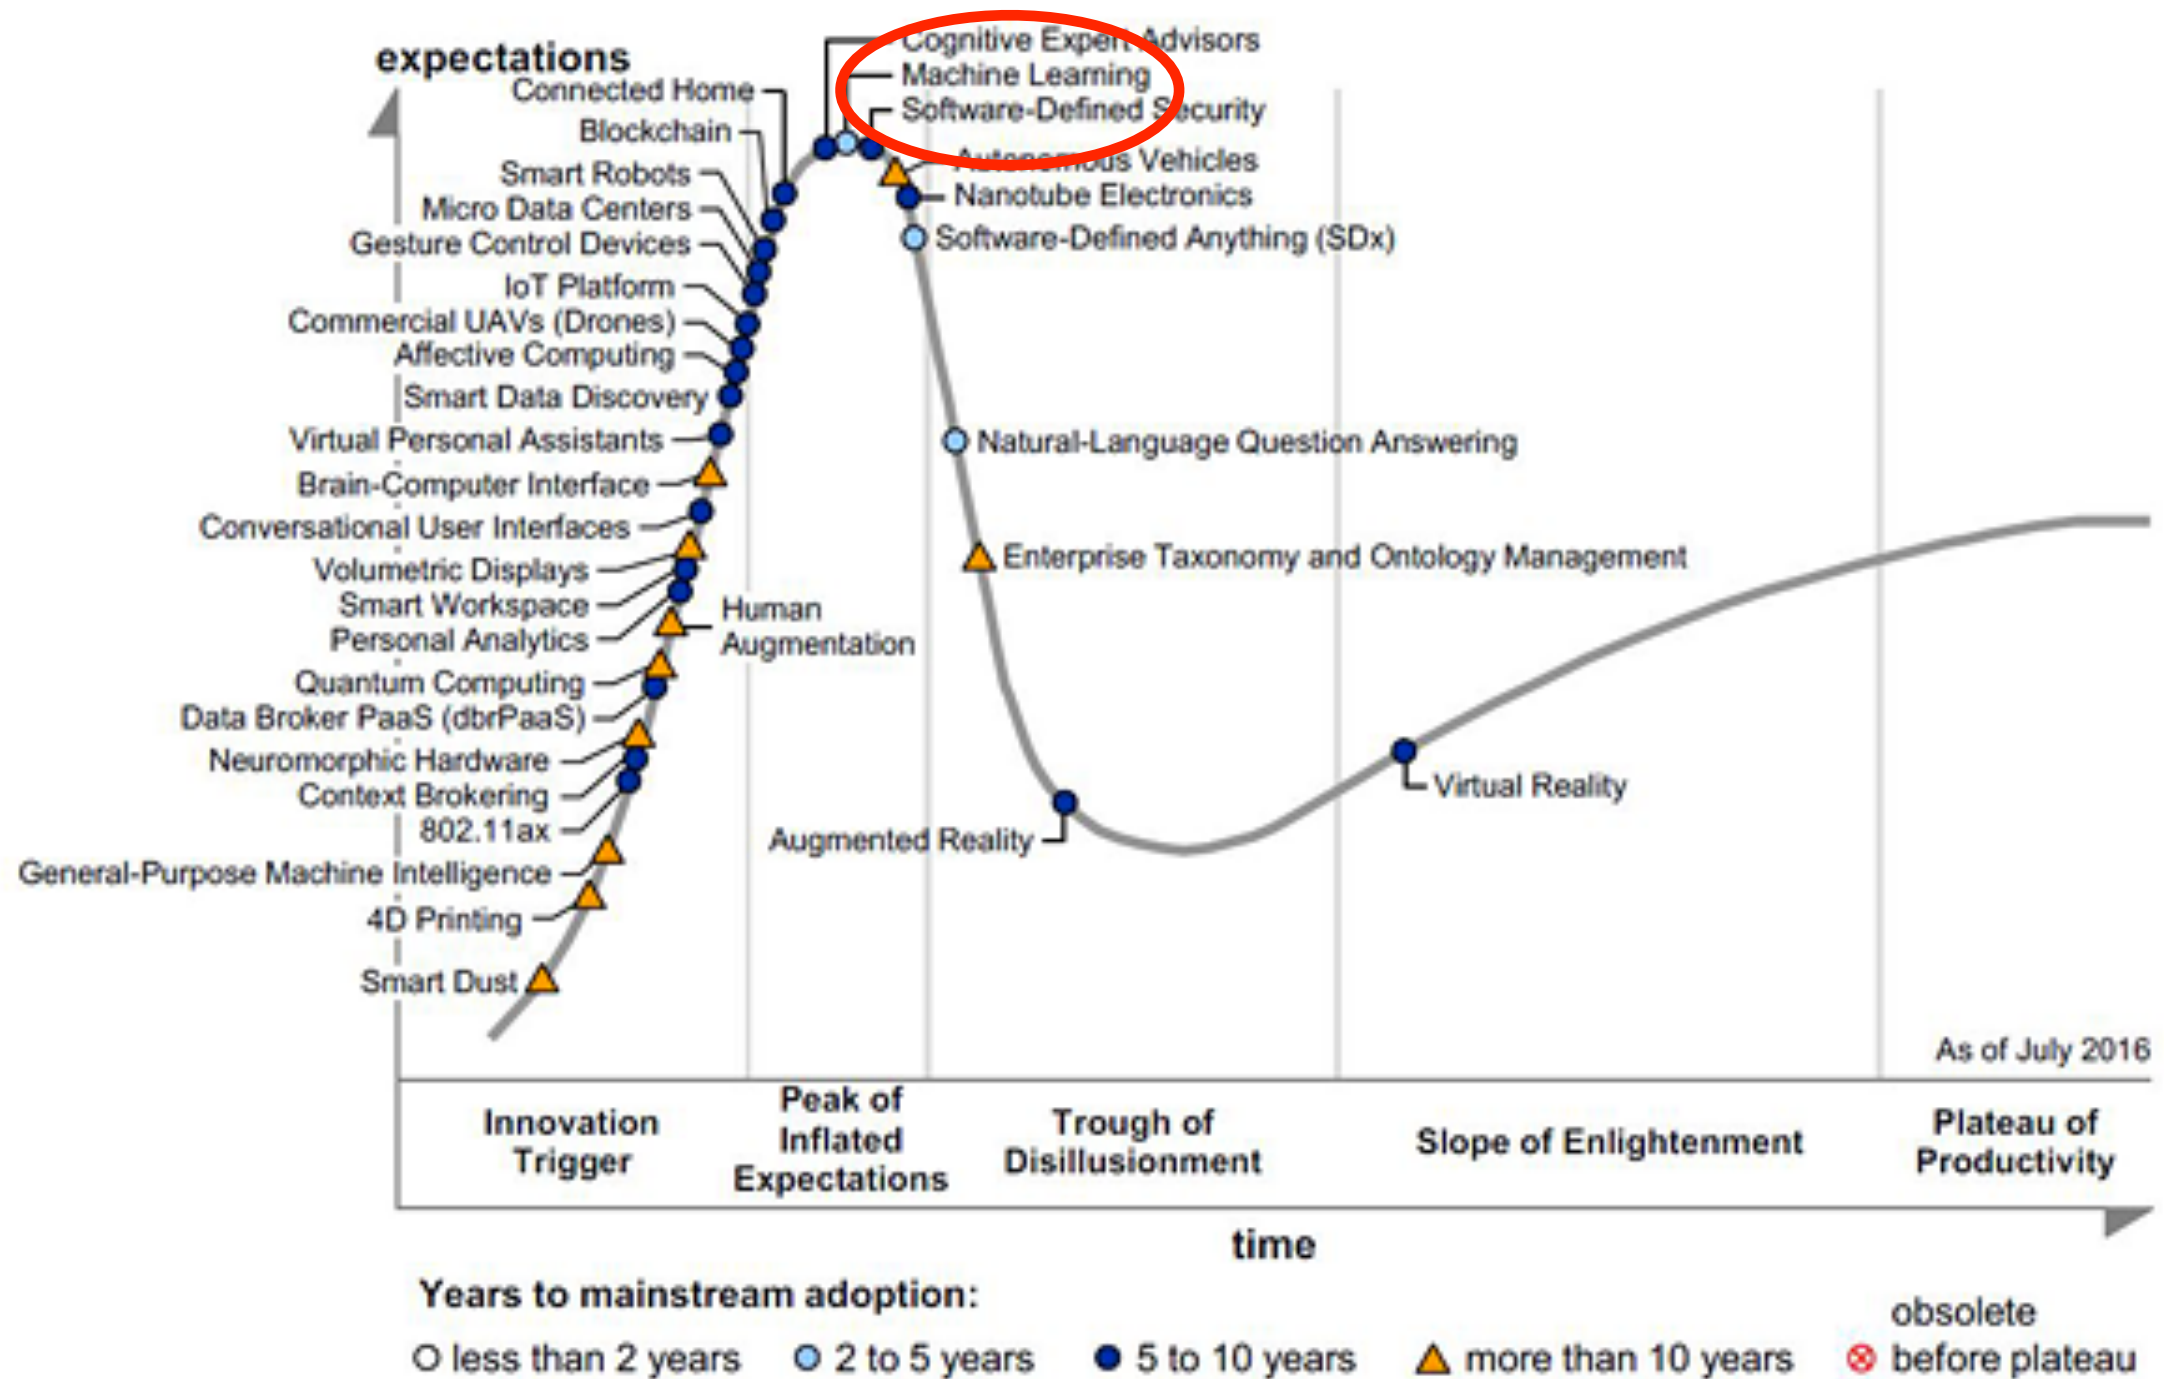 expectations
Cognitive Expert Advisors
Machine Learning
Software-Defined Security
Connected Home
Blockchain
Autonomous Vehicles
Smart Robots
Nanotube Electronics
Micro Data Centers
Software-Defined Anything (SDx)
Gesture Control Devices
IoT Platform
Commercial UAVs (Drones)
Affective Computing
Smart Data Discovery
Virtual Personal Assistants
Natural-Language Question Answering
Brain-Computer Interface
Conversational User Interfaces
Enterprise Taxonomy and Ontology Management
Volumetric Displays
Smart Workspace
Human
Augmentation
Personal Analytics
Quantum Computing
Data Broker PaaS (dbrPaaS)
Neuromorphic Hardware
Context Brokering
802.11ax
Virtual Reality
Augmented Reality
General-Purpose Machine Intelligence
4D Printing
Smart Dust
As of July 2016
Innovation
Trigger
Peak of
Inflated
Expectations
Trough of
Disillusionment
Slope of Enlightenment
Plateau of
Productivity
time
Years to mainstream adoption:
less than 2 years
2 to 5 years
5 to 10 years
more than 10 years
obsolete
before plateau